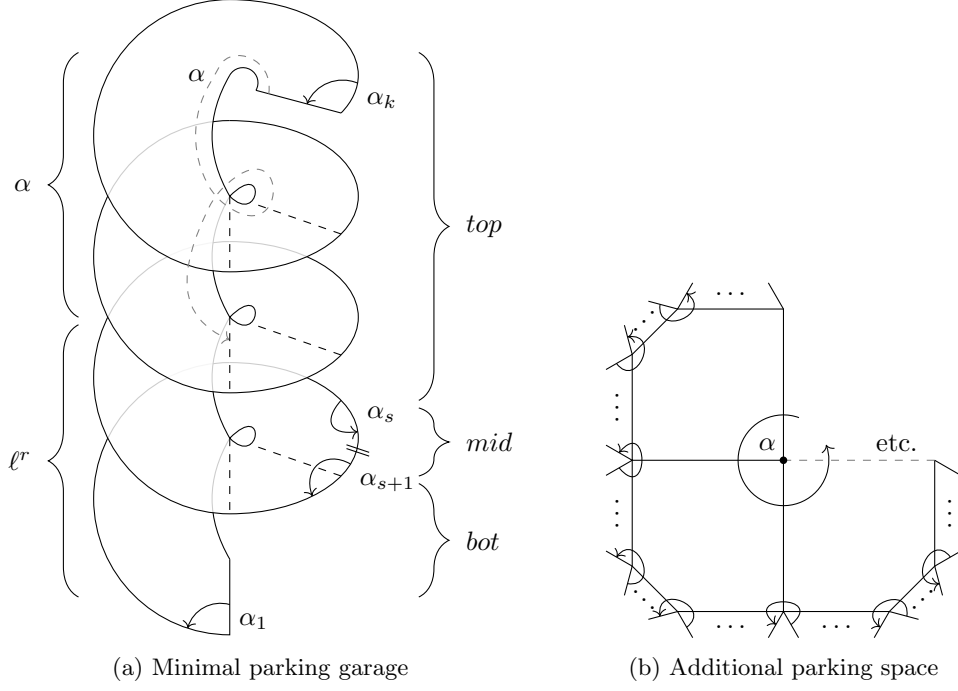 α
α_k
α
top
α_s
mid
ℓ^r
α_{s+1}
bot
α_1
(a) Minimal parking garage
α
etc.
(b) Additional parking space